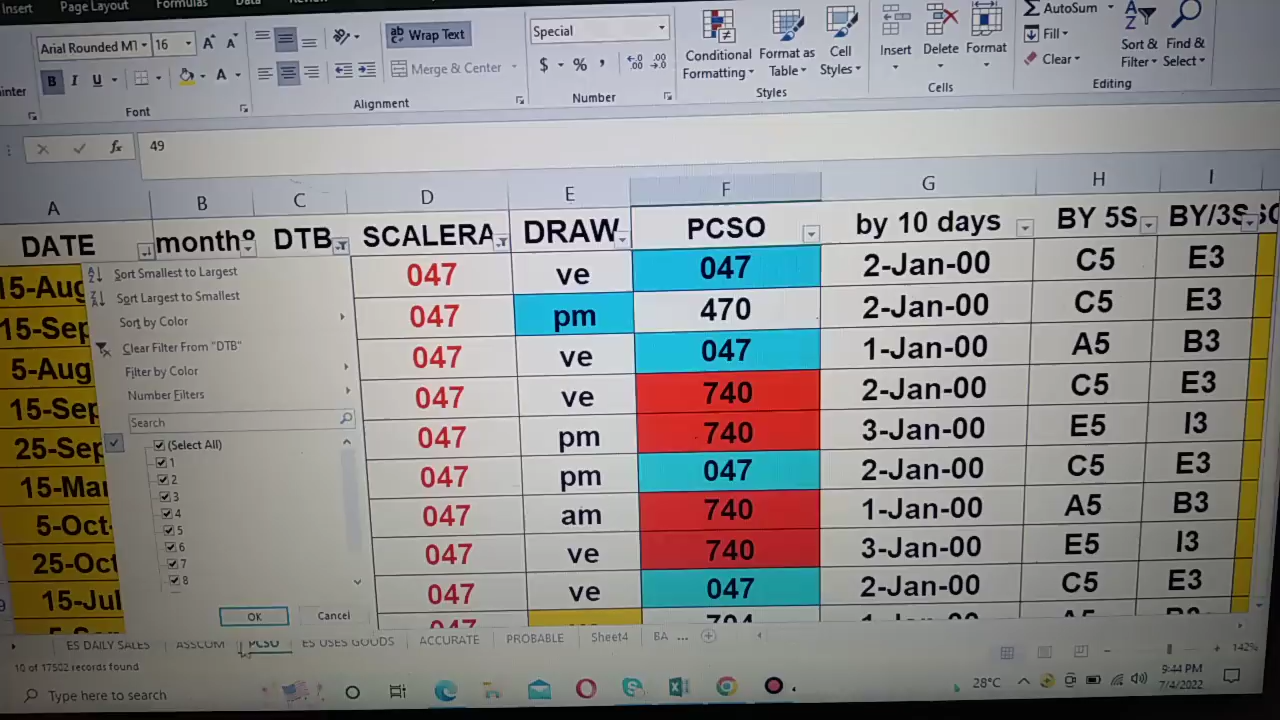 Insert Page Layout Formulas Data Review
Arial Rounded MT 16 A A Wrap Text Special AutoSum
Fill
B I U A Merge & Center $ % , Conditional Formatting Format as Table Cell Styles Insert Delete Format Clear Sort & Filter Find & Select
Font Alignment Number Styles Cells Editing
fx 49
A B C D E F G H I
DATE month DTB SCALERA DRAW PCSO by 10 days BY 5S BY/3S
15-Aug 047 ve 047 2-Jan-00 C5 E3
15-Sep 047 pm 470 2-Jan-00 C5 E3
5-Aug 047 ve 047 1-Jan-00 A5 B3
15-Sep 047 ve 740 2-Jan-00 C5 E3
25-Sep 047 pm 740 3-Jan-00 E5 I3
15-Mar 047 pm 047 2-Jan-00 C5 E3
5-Oct 047 am 740 1-Jan-00 A5 B3
25-Oct 047 ve 740 3-Jan-00 E5 I3
15-Jul 047 ve 047 2-Jan-00 C5 E3
Sort Smallest to Largest
Sort Largest to Smallest
Sort by Color
Clear Filter From "DTB"
Filter by Color
Number Filters
Search
(Select All)
1
2
3
4
5
6
7
8
OK Cancel
ES DAILY SALES ASSCOM PCSO ES USES GOODS ACCURATE PROBABLE Sheet4 BA ...
10 of 17502 records found 142%
Type here to search 28°C 9:44 PM
7/4/2022